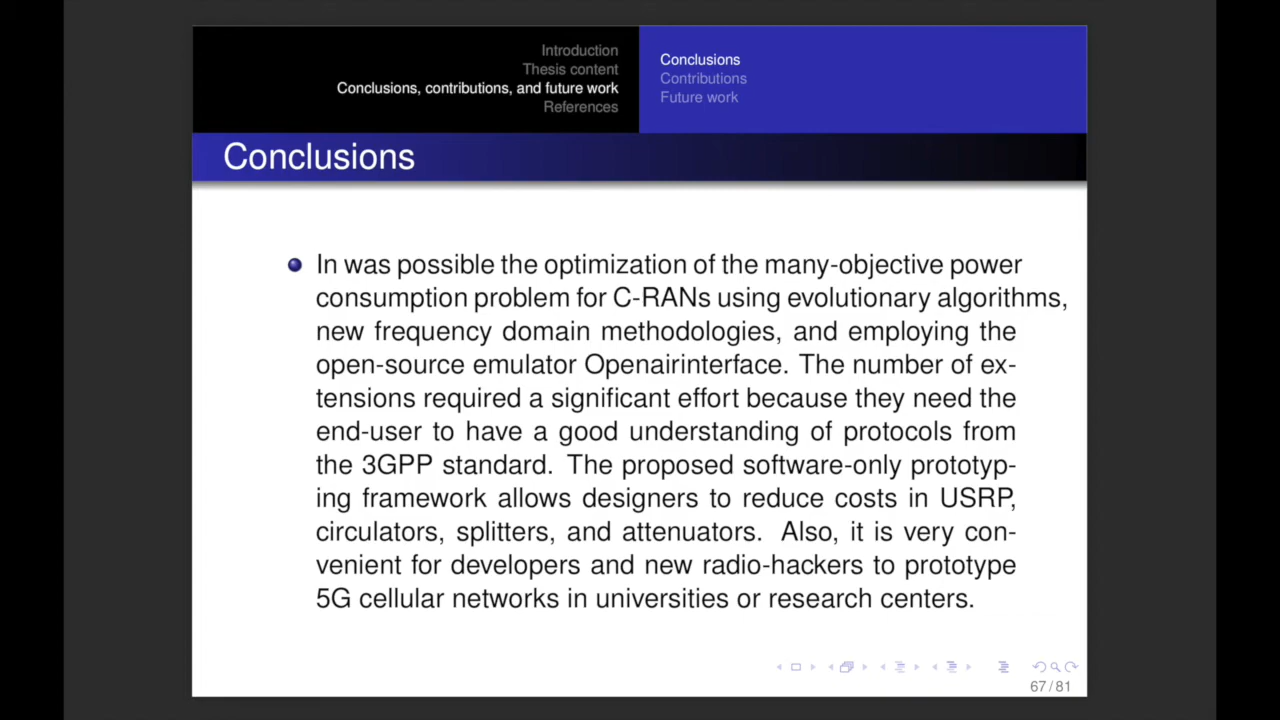 Introduction
Thesis content
Conclusions, contributions, and future work
References
Conclusions
Contributions
Future work
Conclusions
In was possible the optimization of the many-objective power
consumption problem for C-RANs using evolutionary algorithms,
new frequency domain methodologies, and employing the
open-source emulator Openairinterface. The number of ex-
tensions required a significant effort because they need the
end-user to have a good understanding of protocols from
the 3GPP standard. The proposed software-only prototyp-
ing framework allows designers to reduce costs in USRP,
circulators, splitters, and attenuators. Also, it is very con-
venient for developers and new radio-hackers to prototype
5G cellular networks in universities or research centers.
67/81